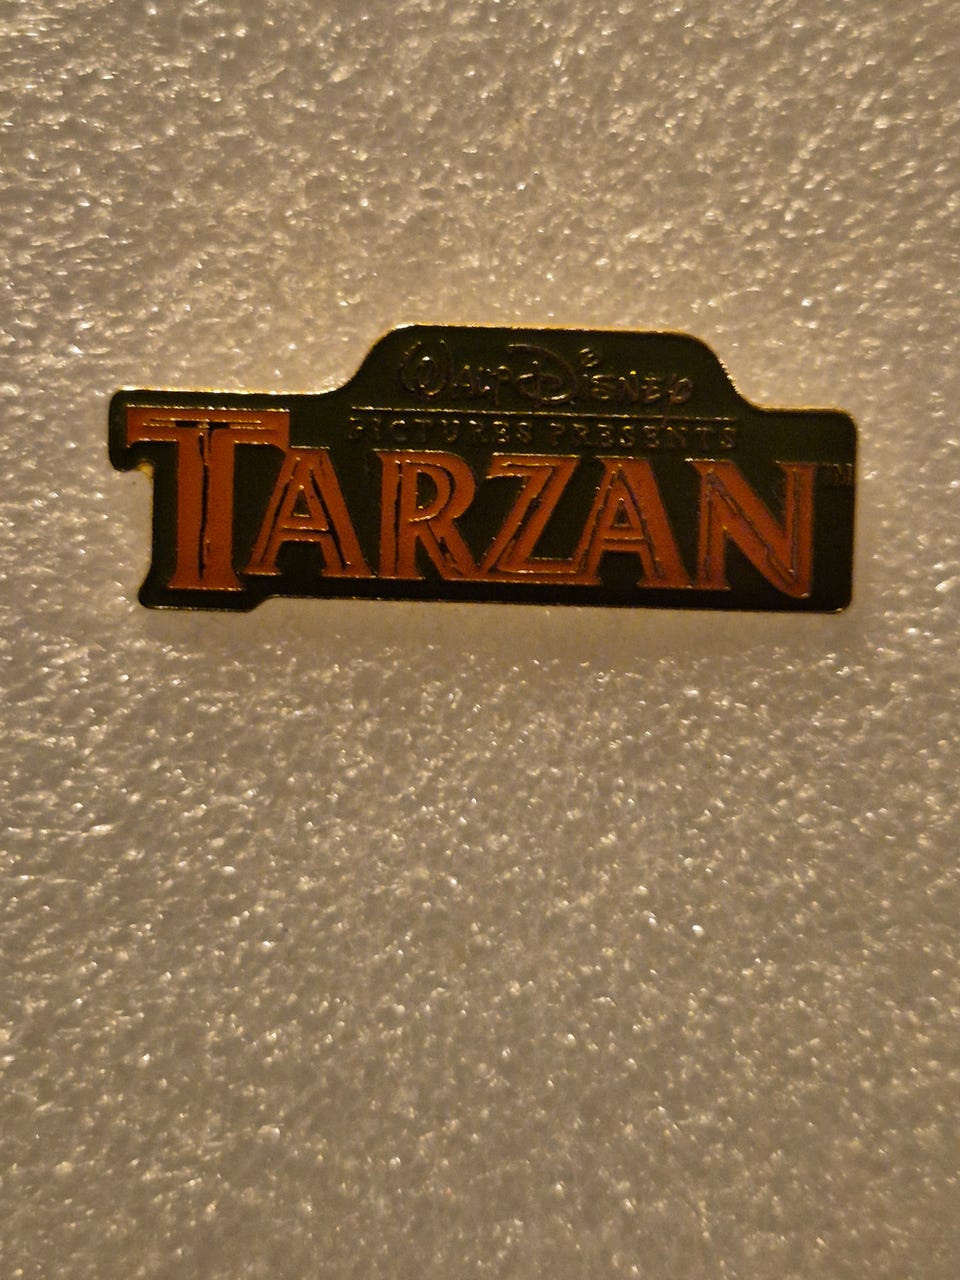 Walt Disney®
PICTURES PRESENTS
TARZAN™